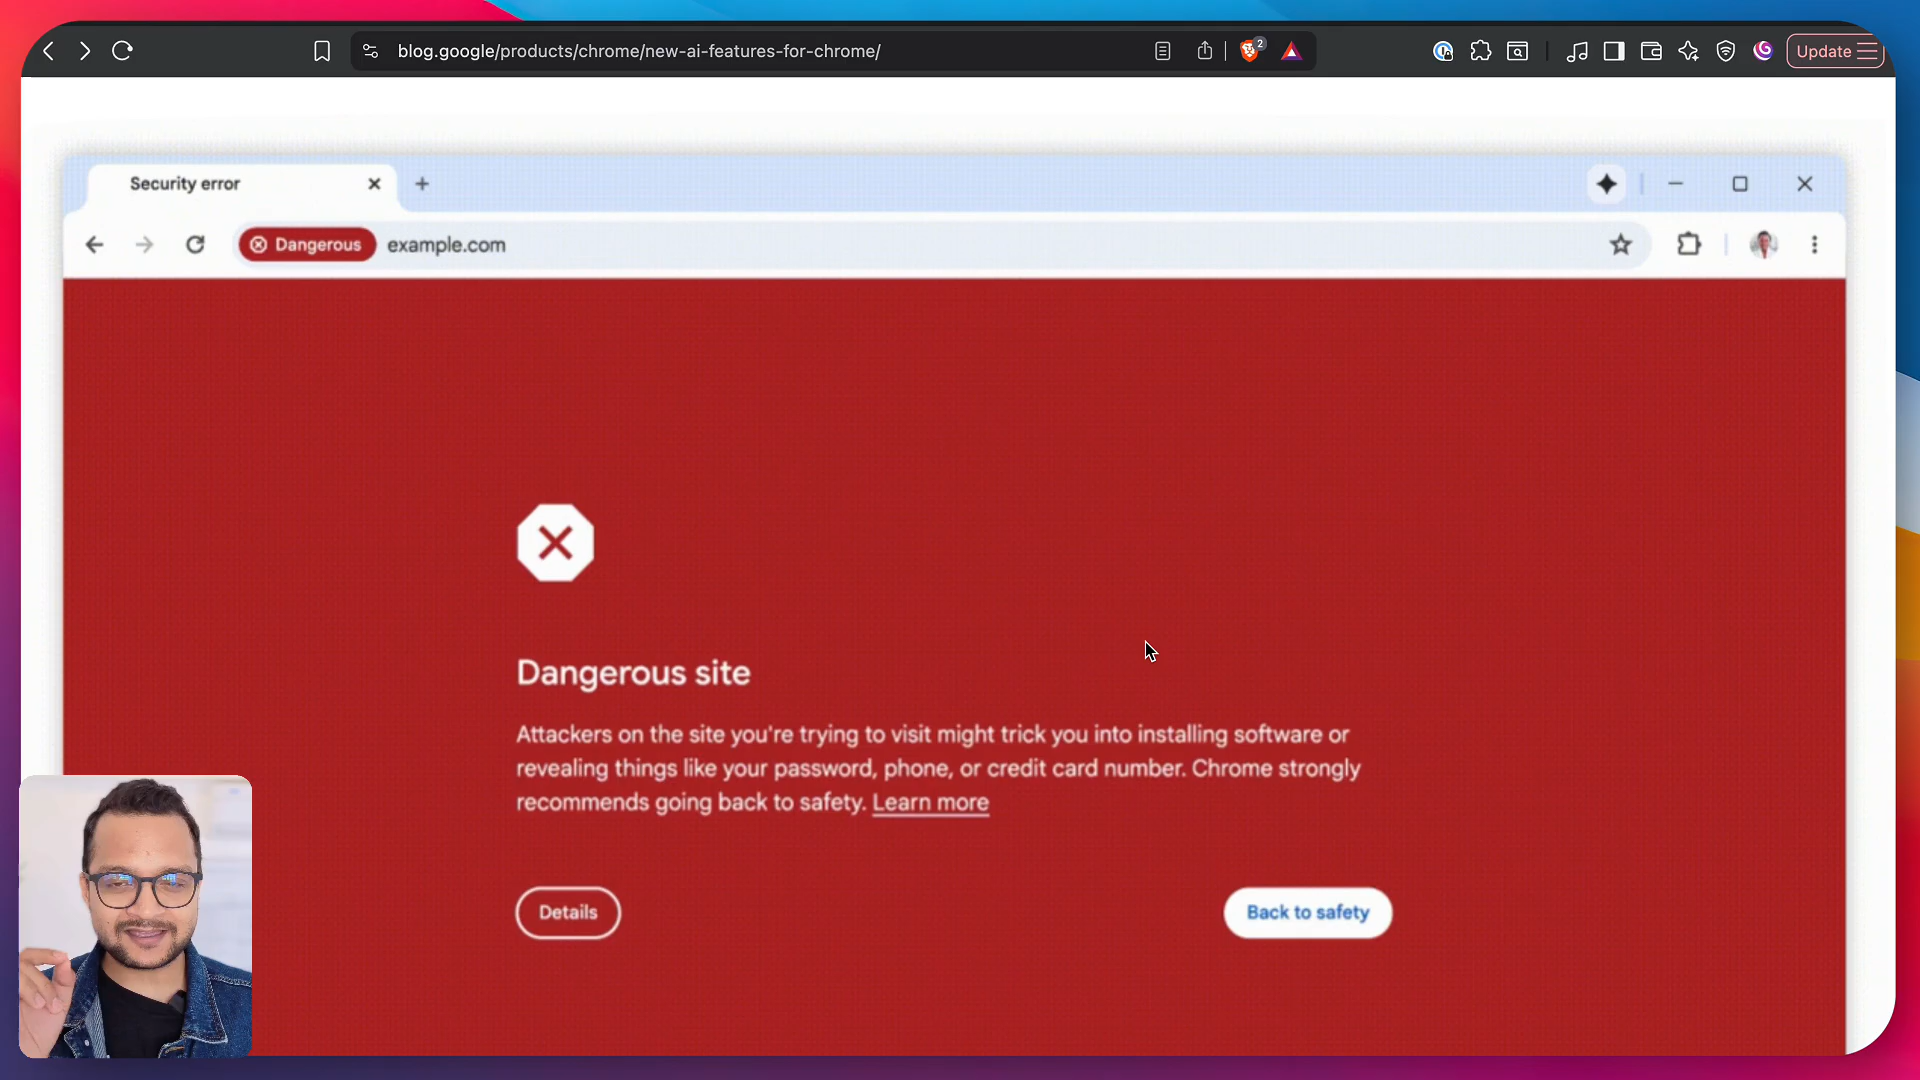 blog.google/products/chrome/new-ai-features-for-chrome/
2
Update
Security error
Dangerous
example.com
Dangerous site
Attackers on the site you're trying to visit might trick you into installing software or
revealing things like your password, phone, or credit card number. Chrome strongly
recommends going back to safety. Learn more
Details
Back to safety